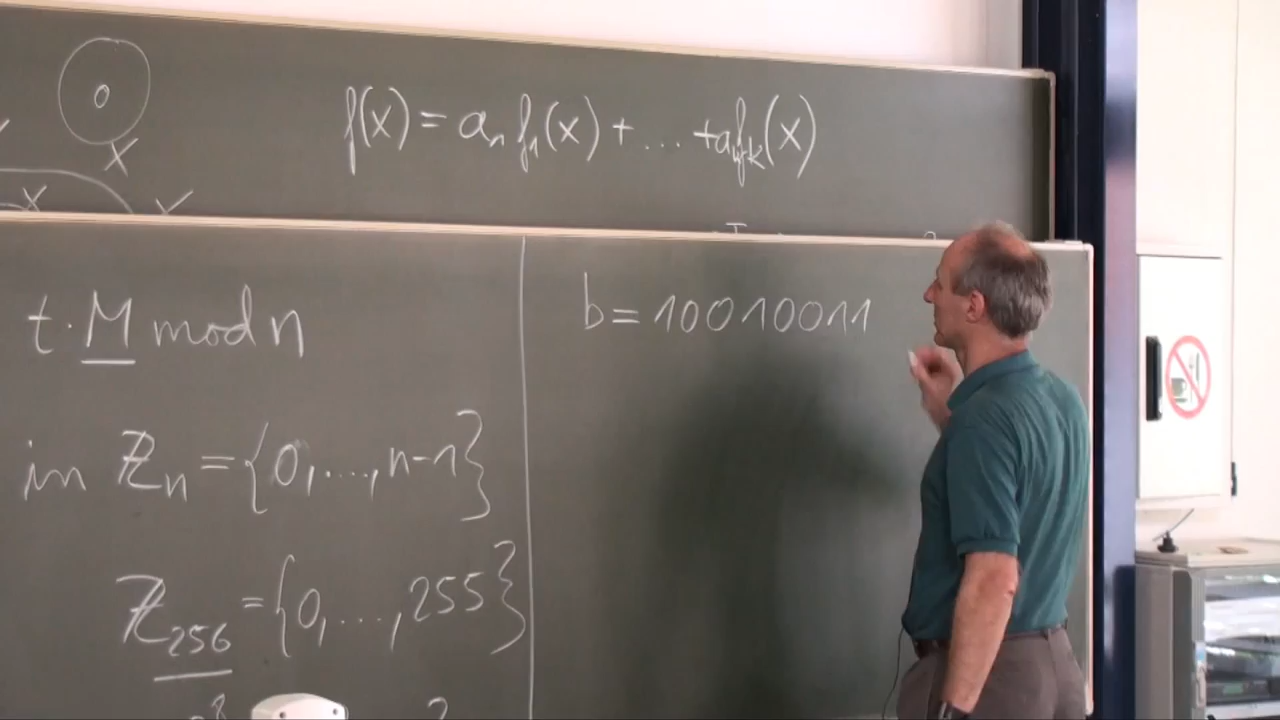 f(x) = a₁f₁(x) + ... + aₖfₖ(x)
t · M mod n
in ℤₙ = {0, ..., n-1}
ℤ₂₅₆ = {0, ..., 255}
b = 10010011